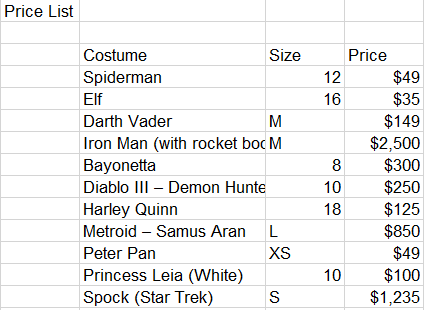 Price List
Costume Size Price
Spiderman 12 $49
Elf 16 $35
Darth Vader M $149
Iron Man (with rocket M $2,500
Bayonetta 8 $300
Diablo III – Demon 10 $250
Harley Quinn 18 $125
Metroid – Samus Aran L $850
Peter Pan XS $49
Princess Leia (White) 10 $100
Spock (Star Trek) S $1,235